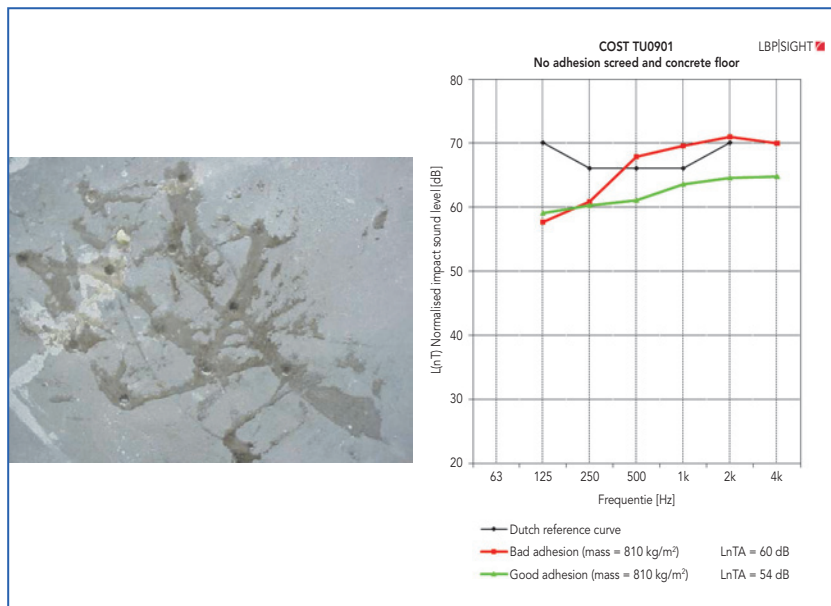 COST TU0901
No adhesion screed and concrete floor
LBP|SIGHT
L(nT) Normalised impact sound level [dB]
80
70
60
50
40
30
20
63 125 250 500 1k 2k 4k
Frequentie [Hz]
Dutch reference curve
Bad adhesion (mass = 810 kg/m²) LnTA = 60 dB
Good adhesion (mass = 810 kg/m²) LnTA = 54 dB